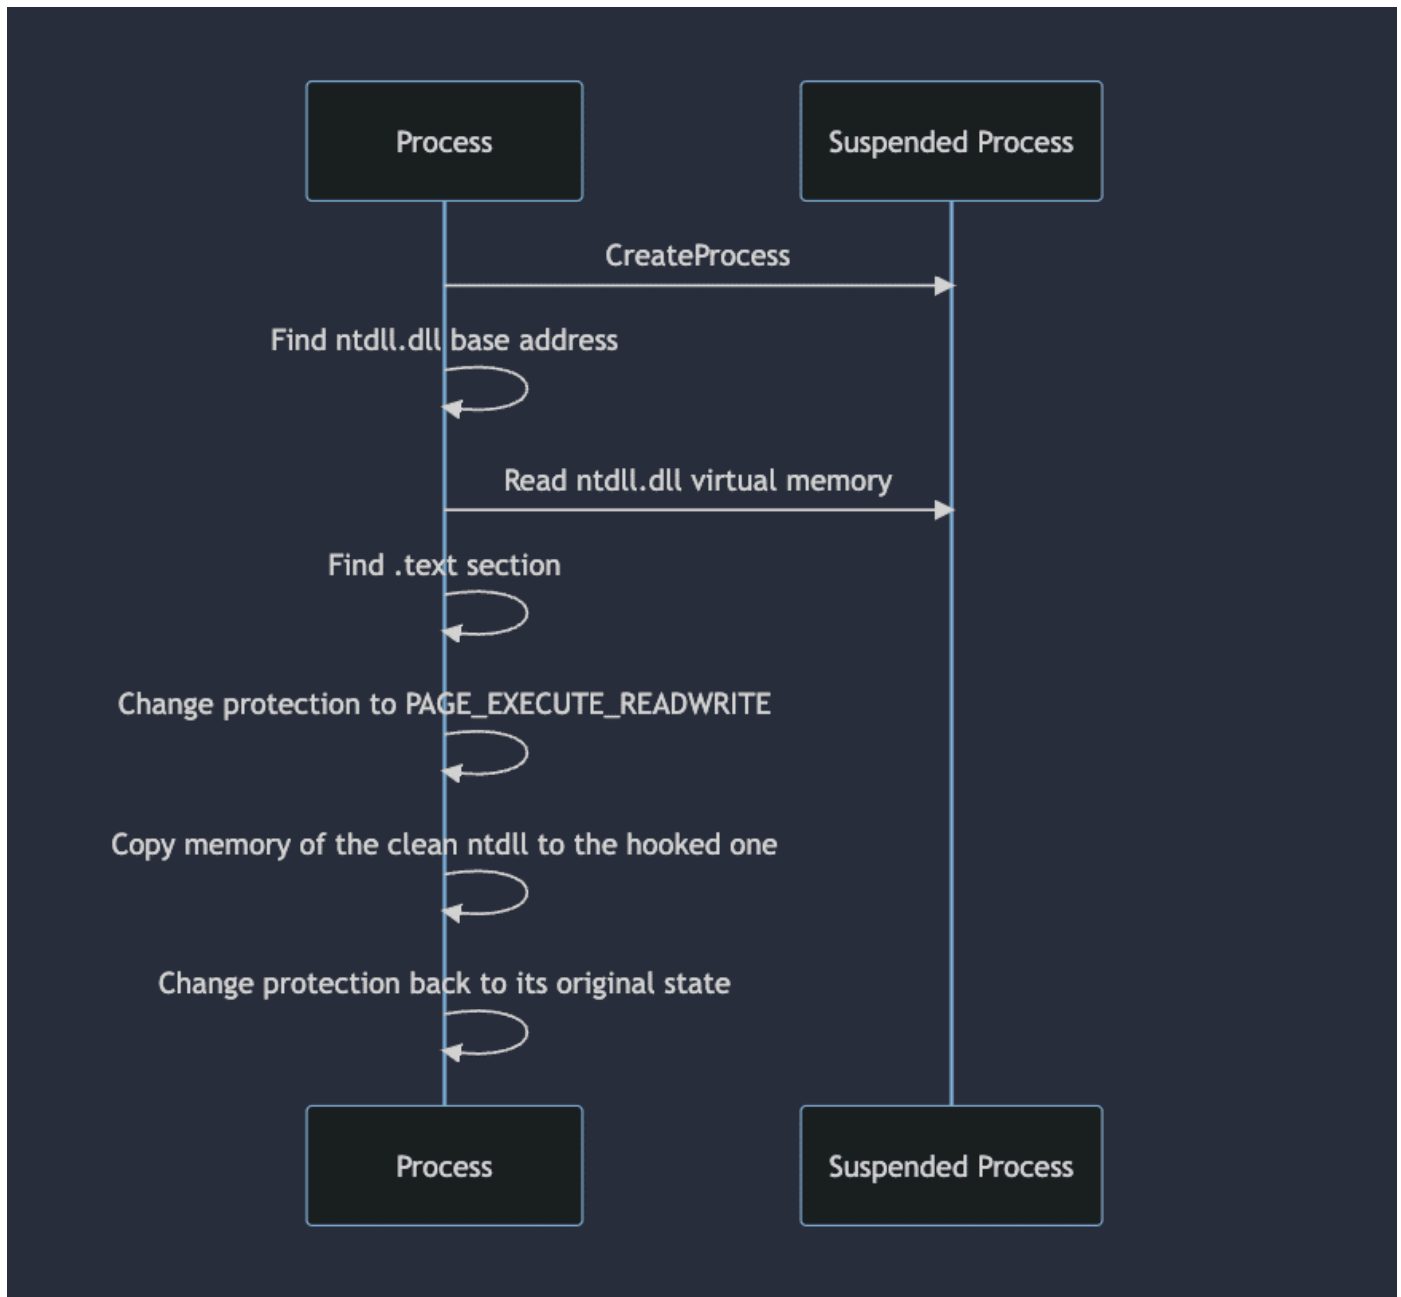 Process
Suspended Process
CreateProcess
Find ntdll.dll base address
Read ntdll.dll virtual memory
Find .text section
Change protection to PAGE_EXECUTE_READWRITE
Copy memory of the clean ntdll to the hooked one
Change protection back to its original state
Process
Suspended Process